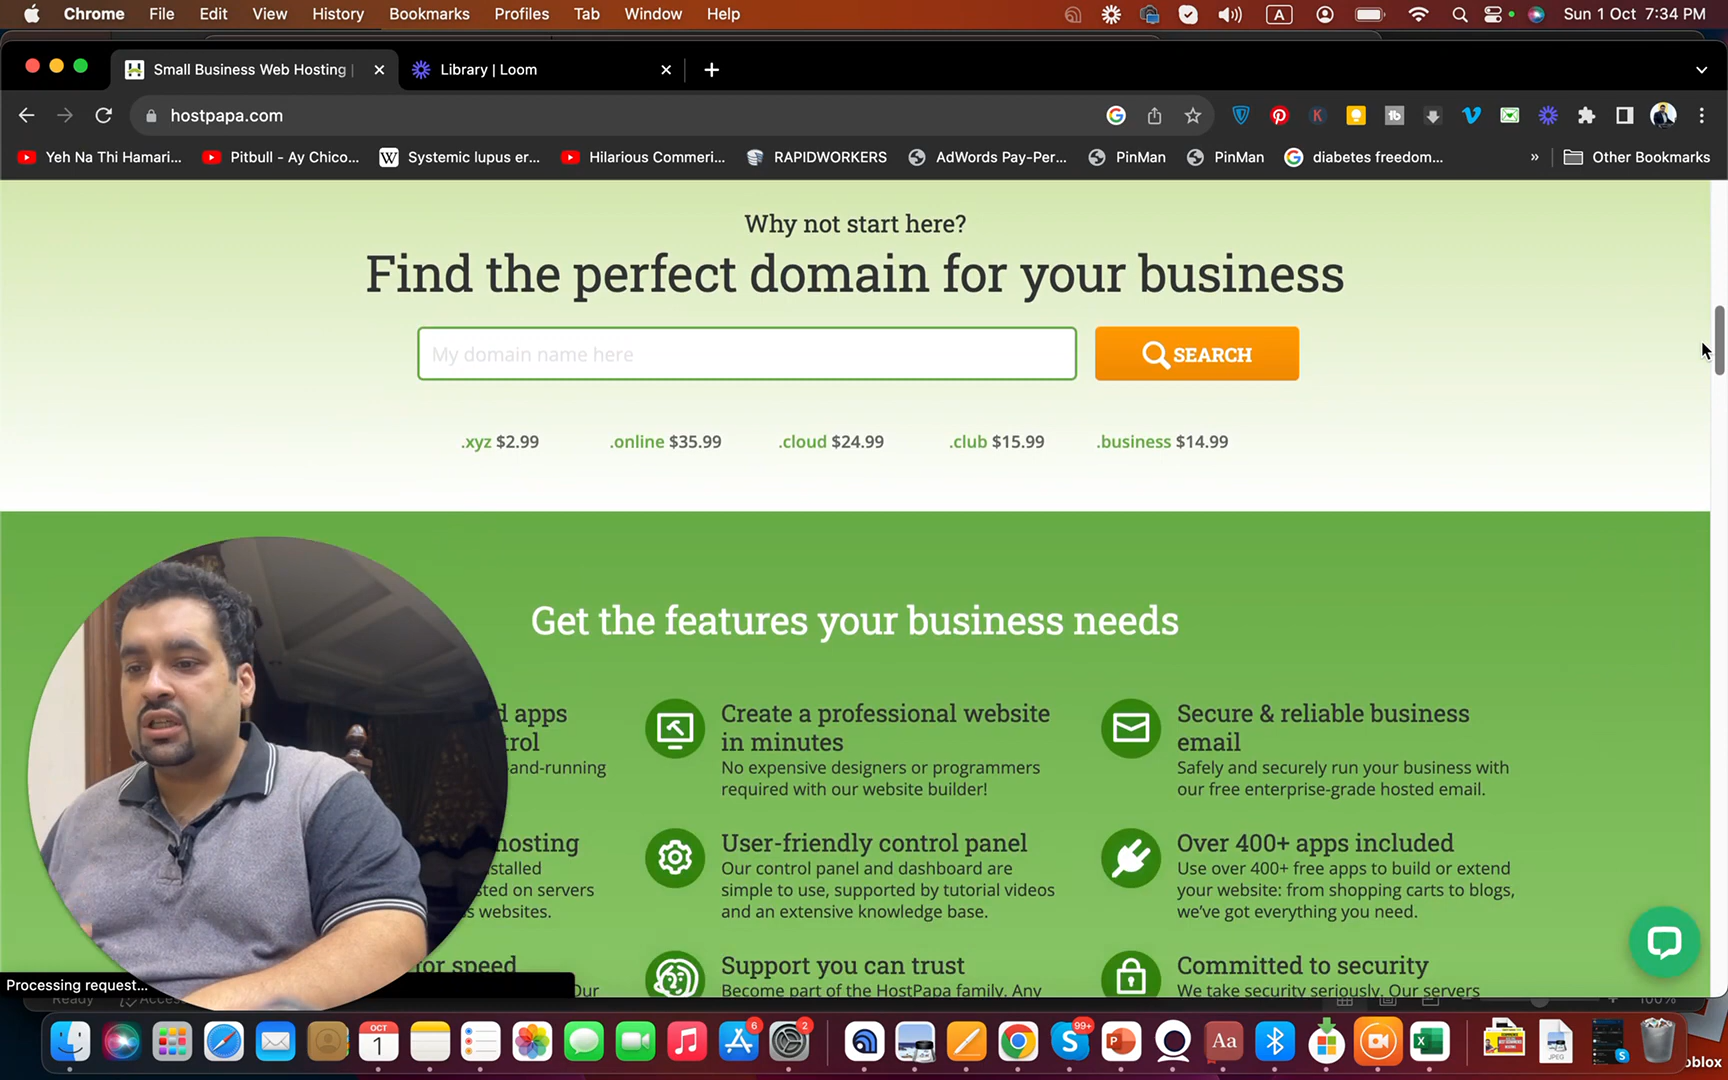 Chrome File Edit View History Bookmarks Profiles Tab Window Help A Sun 1 Oct 7:34 PM
Small Business Web Hosting | Library | Loom
hostpapa.com
Yeh Na Thi Hamari... Pitbull - Ay Chico... Systemic lupus er... Hilarious Commeri... RAPIDWORKERS AdWords Pay-Per... PinMan PinMan diabetes freedom... » Other Bookmarks
Why not start here?
Find the perfect domain for your business
My domain name here SEARCH
.xyz $2.99 .online $35.99 .cloud $24.99 .club $15.99 .business $14.99
Get the features your business needs
d apps
trol
-and-running
Create a professional website
in minutes
No expensive designers or programmers
required with our website builder!
Secure & reliable business
email
Safely and securely run your business with
our free enterprise-grade hosted email.
hosting
stalled
sted on servers
s websites.
User-friendly control panel
Our control panel and dashboard are
simple to use, supported by tutorial videos
and an extensive knowledge base.
Over 400+ apps included
Use over 400+ free apps to build or extend
your website: from shopping carts to blogs,
we've got everything you need.
for speed
Our
Support you can trust
Become part of the HostPapa family. Any
Committed to security
We take security seriously. Our servers
Processing request...
Ready 100%
OCT
1
6
2
99+
Aa
JPEG
oblox